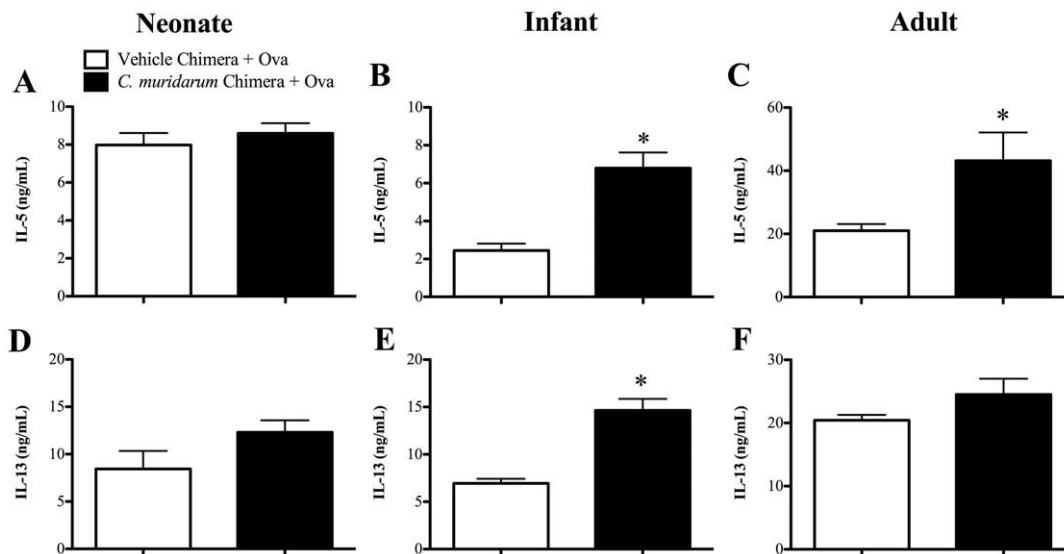 Neonate Infant Adult
Vehicle Chimera + Ova
C. muridarum Chimera + Ova
A
IL-5 (ng/mL)
10
8
6
4
2
0
B
IL-5 (ng/mL)
10
8
6
4
2
0
*
C
IL-5 (ng/mL)
60
40
20
0
*
D
IL-13 (ng/mL)
20
15
10
5
0
E
IL-13 (ng/mL)
20
15
10
5
0
*
F
IL-13 (ng/mL)
30
20
10
0